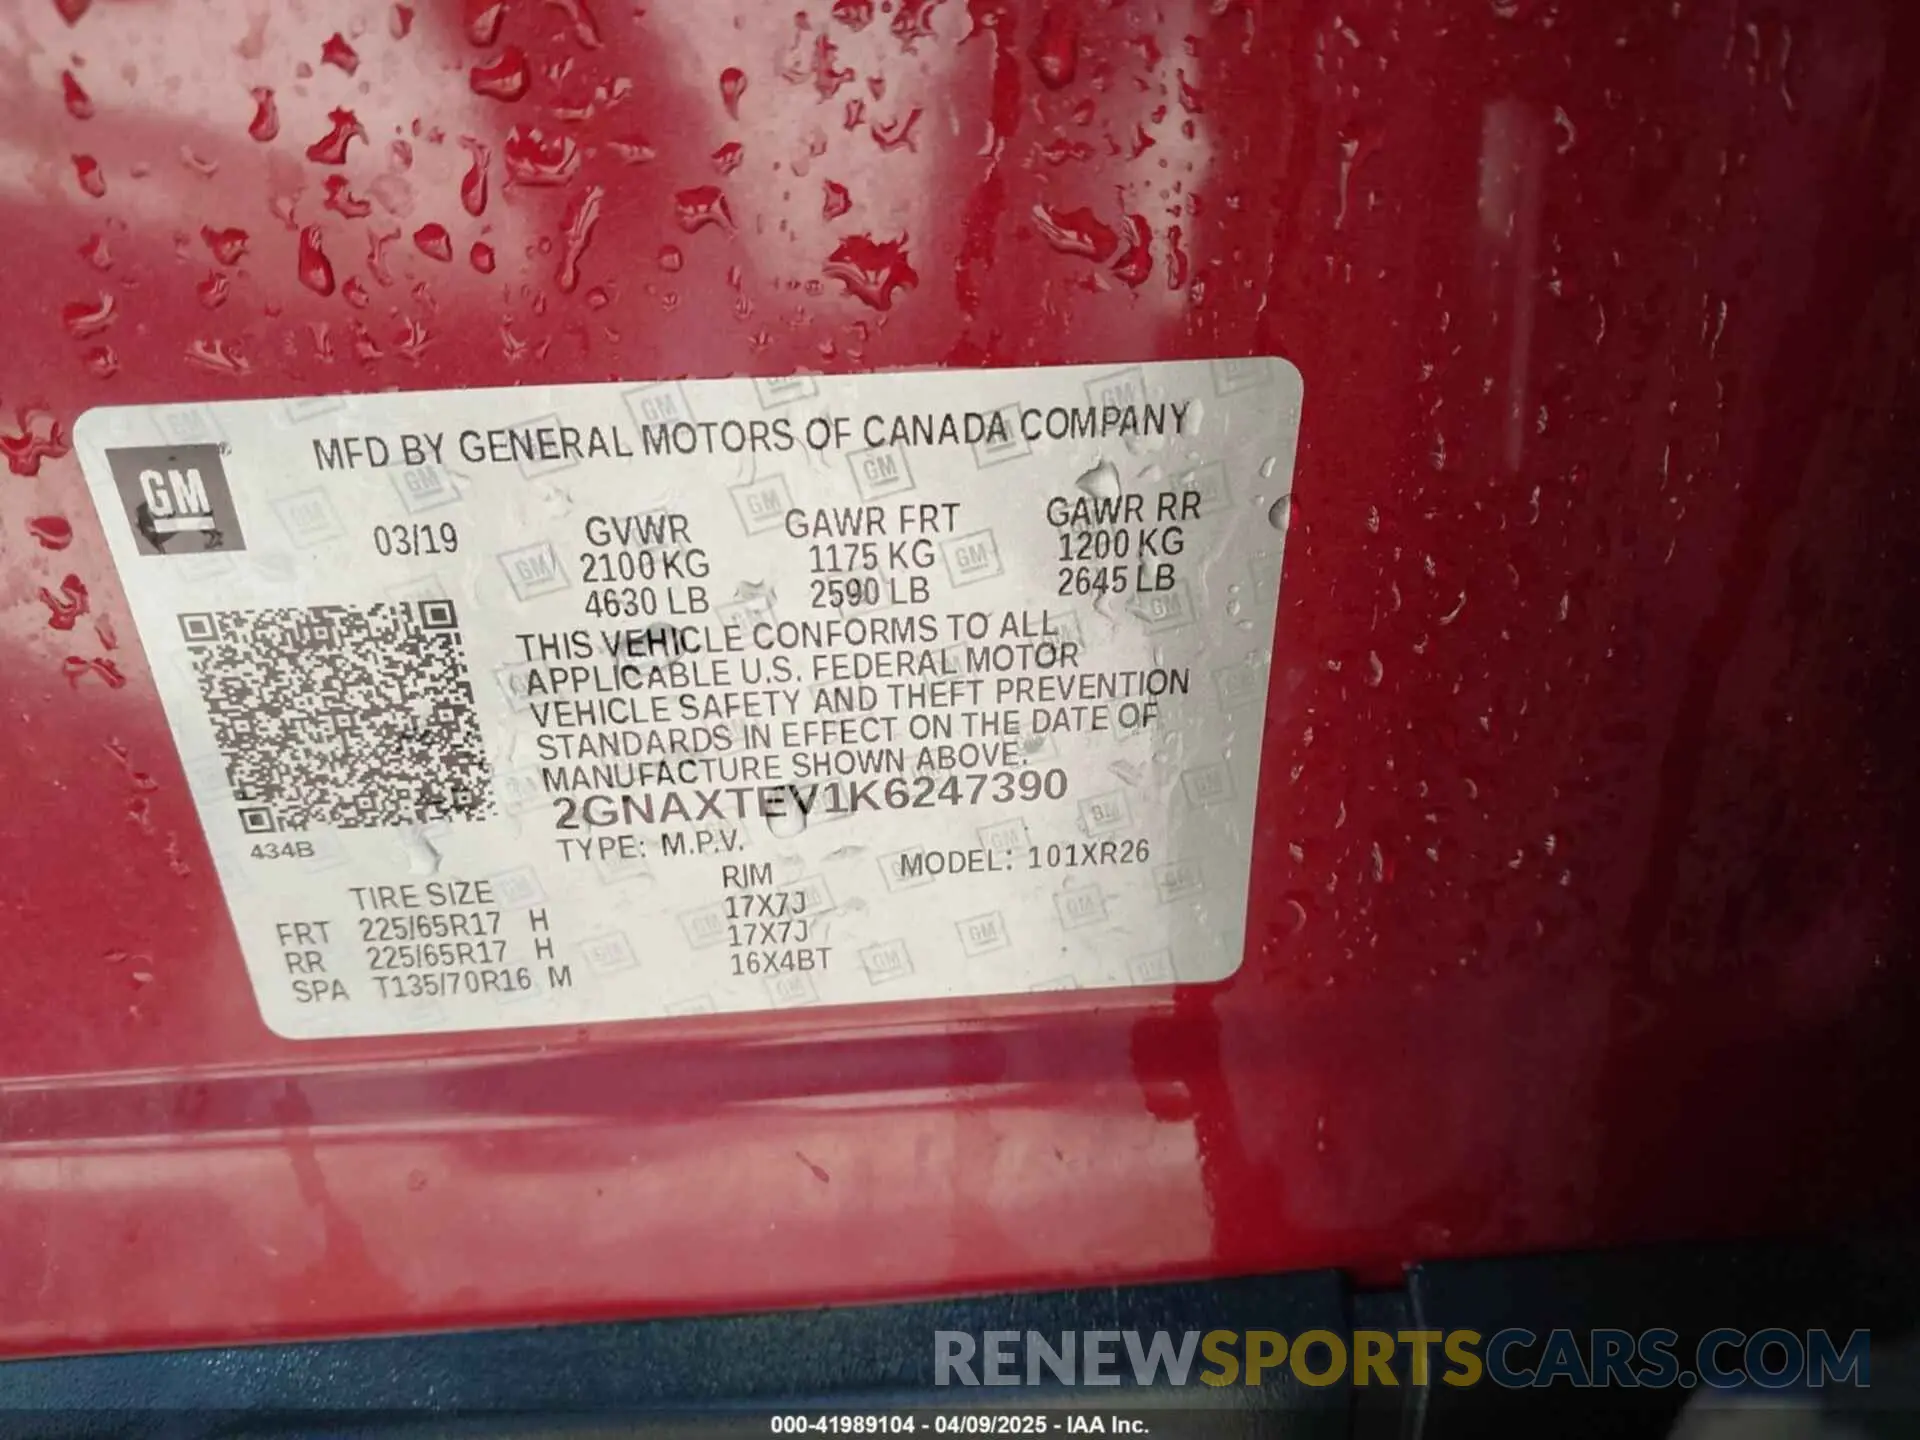 MFD BY GENERAL MOTORS OF CANADA COMPANY
GM
03/19
GVWR GAWR FRT GAWR RR
2100 KG 1175 KG 1200 KG
4630 LB 2590 LB 2645 LB
THIS VEHICLE CONFORMS TO ALL
APPLICABLE U.S. FEDERAL MOTOR
VEHICLE SAFETY AND THEFT PREVENTION
STANDARDS IN EFFECT ON THE DATE OF
MANUFACTURE SHOWN ABOVE.
2GNAXTEV1K6247390
434B
TYPE: M.P.V. MODEL: 101XR26
TIRE SIZE RIM
FRT 225/65R17 H 17X7J
RR 225/65R17 H 17X7J
SPA T135/70R16 M 16X4BT
RENEWSPORTSCARS.COM
000-41989104 - 04/09/2025 - IAA Inc.